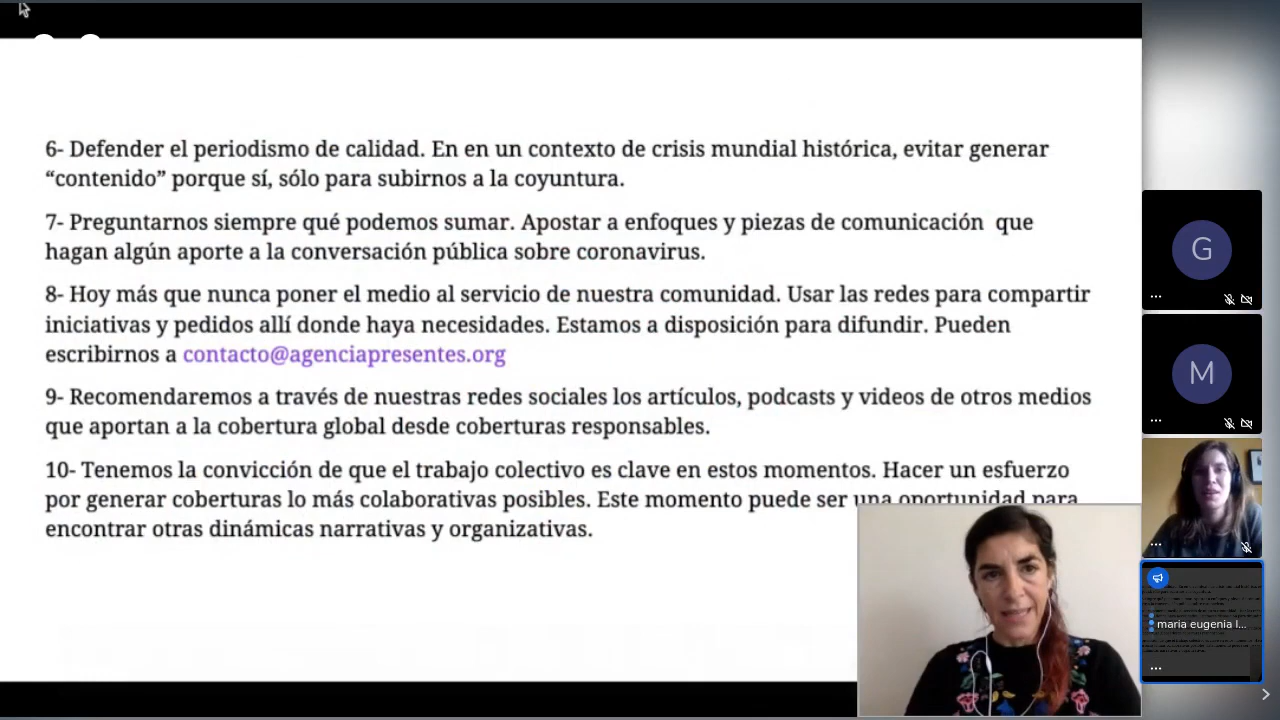 6- Defender el periodismo de calidad. En en un contexto de crisis mundial histórica, evitar generar
“contenido” porque sí, sólo para subirnos a la coyuntura.
7- Preguntarnos siempre qué podemos sumar. Apostar a enfoques y piezas de comunicación que
hagan algún aporte a la conversación pública sobre coronavirus.
8- Hoy más que nunca poner el medio al servicio de nuestra comunidad. Usar las redes para compartir
iniciativas y pedidos allí donde haya necesidades. Estamos a disposición para difundir. Pueden
escribirnos a contacto@agenciapresentes.org
9- Recomendaremos a través de nuestras redes sociales los artículos, podcasts y videos de otros medios
que aportan a la cobertura global desde coberturas responsables.
10- Tenemos la convicción de que el trabajo colectivo es clave en estos momentos. Hacer un esfuerzo
por generar coberturas lo más colaborativas posibles. Este momento puede ser una oportunidad para
encontrar otras dinámicas narrativas y organizativas.
G
M
maria eugenia l...